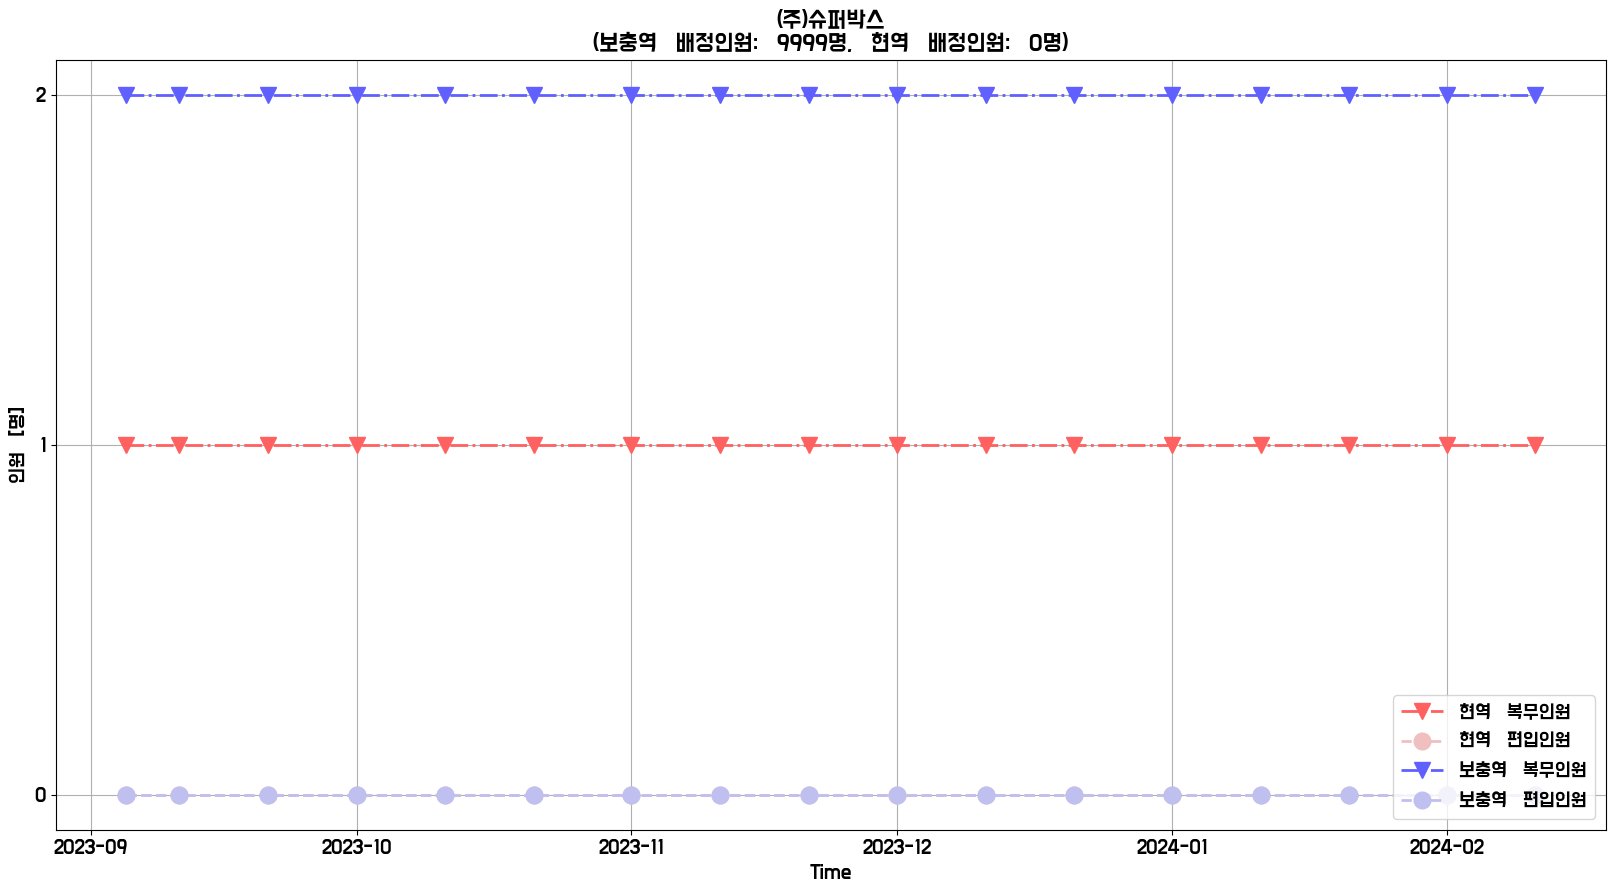 (주)슈퍼박스
(보충역 배정인원: 9999명, 현역 배정인원: 0명)
2
1
0
인원 [명]
2023-09 2023-10 2023-11 2023-12 2024-01 2024-02
Time
현역 복무인원
현역 편입인원
보충역 복무인원
보충역 편입인원